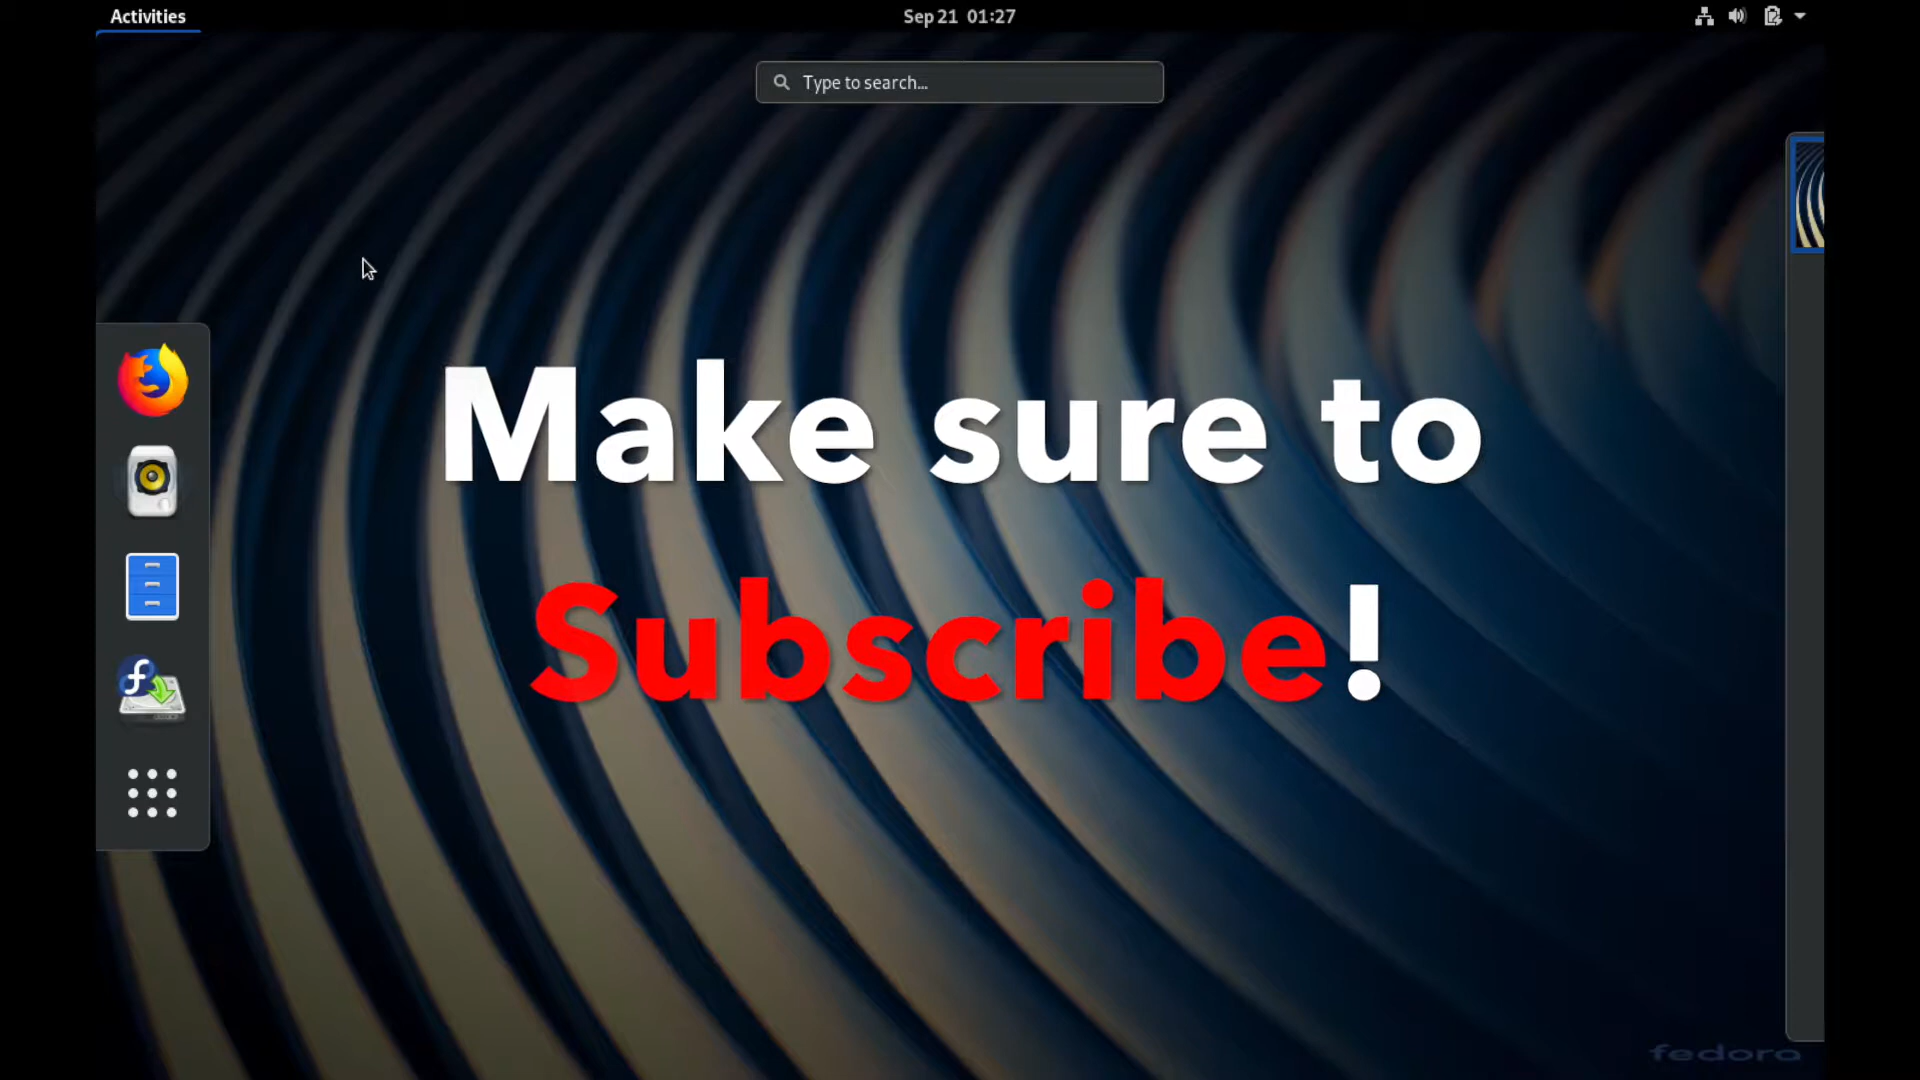 Activities
Sep 21 01:27
Type to search...
Make sure to
Subscribe!
fedora